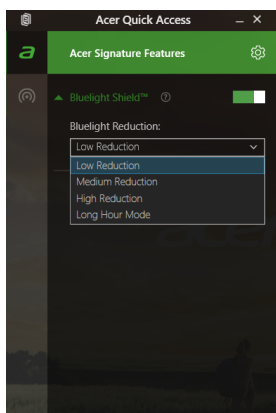 Acer Quick Access
Acer Signature Features
Bluelight Shield™
Bluelight Reduction:
Low Reduction
Low Reduction
Medium Reduction
High Reduction
Long Hour Mode